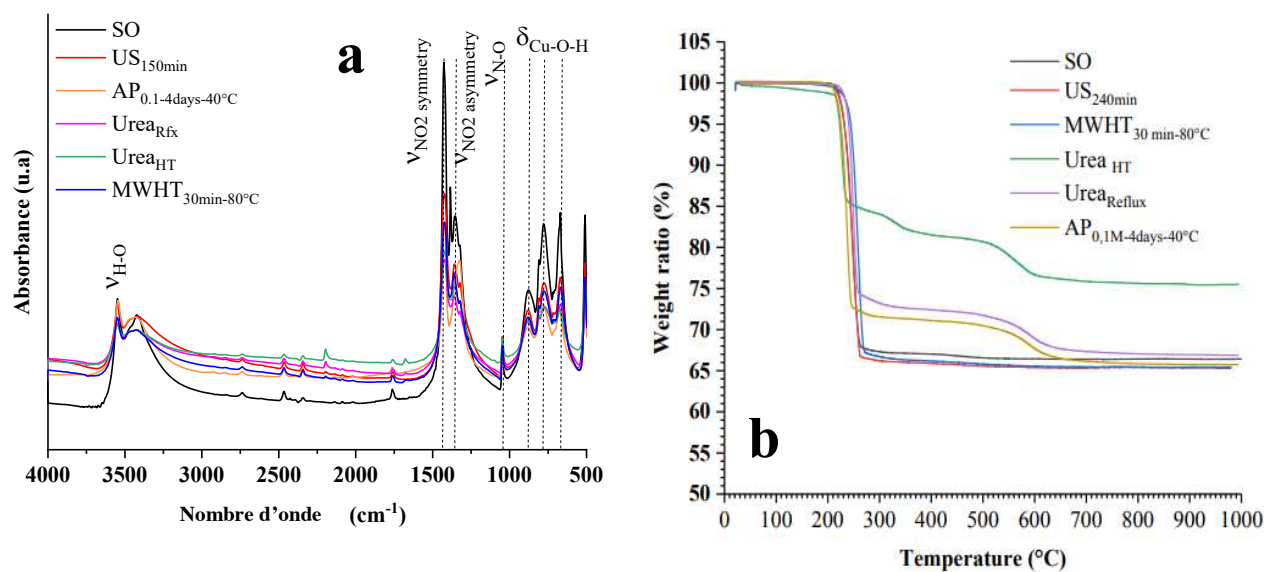 a
SO
US150min
AP0.1-4days-40°C
UreaRfx
UreaHT
MWHT30min-80°C
νH-O
νNO2 symmetry
νNO2 asymmetry
νN-O
δCu-O-H
Absorbance (u.a)
4000 3500 3000 2500 2000 1500 1000 500
Nombre d’onde (cm-1)
b
SO
US240min
MWHT30 min-80°C
Urea HT
UreaReflux
AP0,1M-4days-40°C
Weight ratio (%)
105
100
95
90
85
80
75
70
65
60
55
50
0 100 200 300 400 500 600 700 800 900 1000
Temperature (°C)